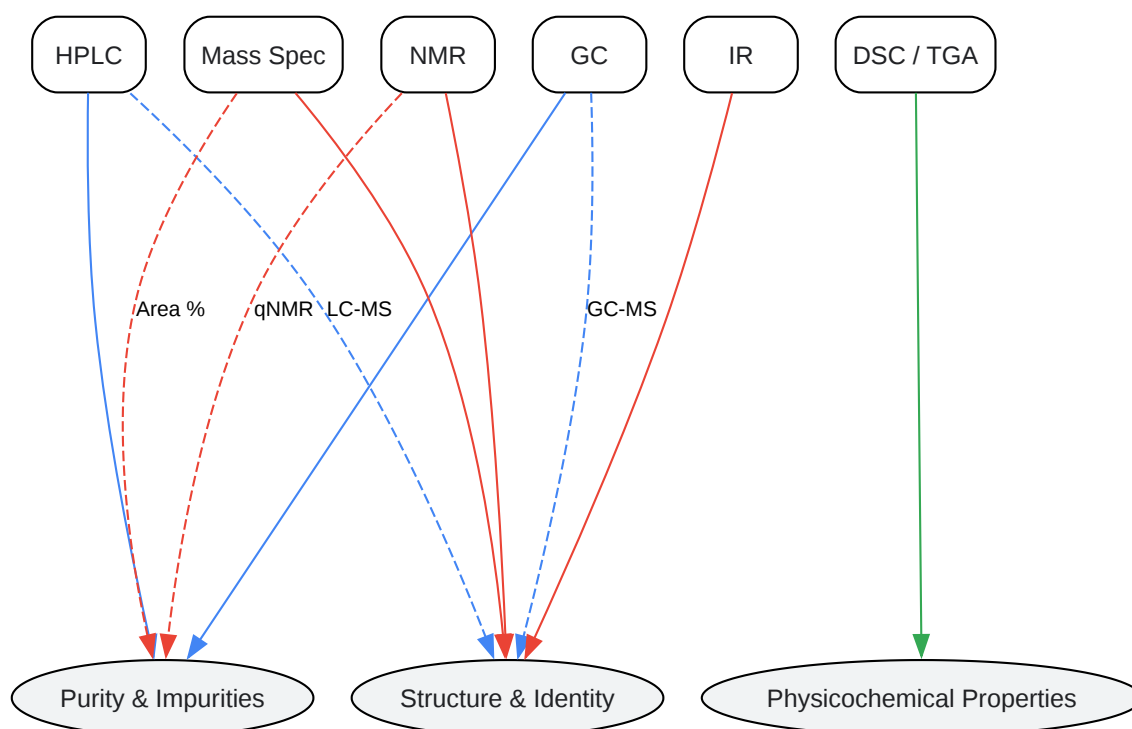 HPLC
Mass Spec
NMR
GC
IR
DSC / TGA
Area %
qNMR
LC-MS
GC-MS
Purity & Impurities
Structure & Identity
Physicochemical Properties